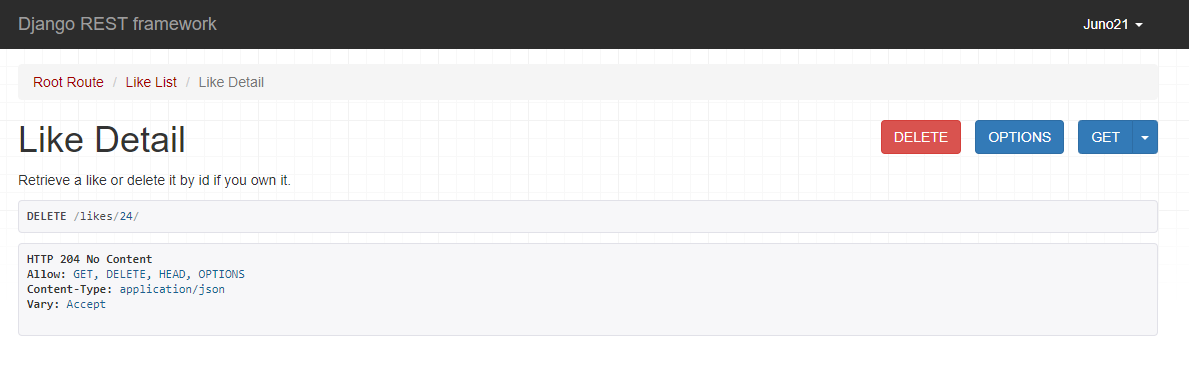 Django REST framework
Juno21
Root Route / Like List / Like Detail
Like Detail
DELETE
OPTIONS
GET
Retrieve a like or delete it by id if you own it.
DELETE /likes/24/
HTTP 204 No Content
Allow: GET, DELETE, HEAD, OPTIONS
Content-Type: application/json
Vary: Accept